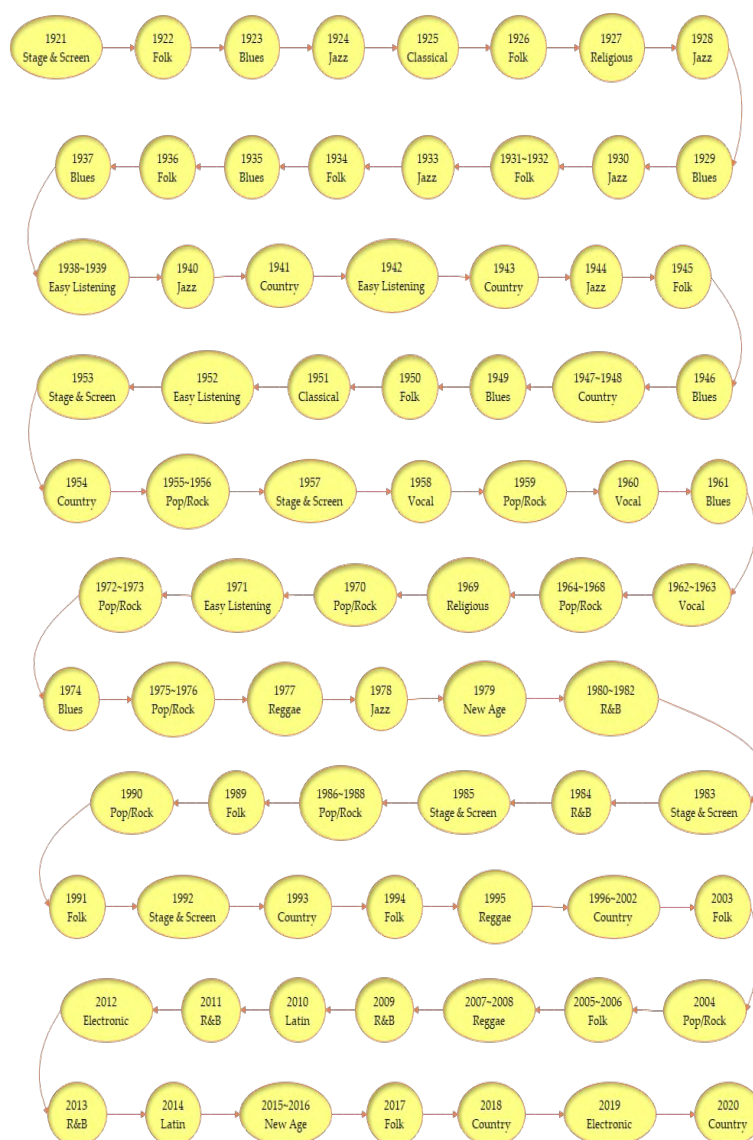 1921
Stage & Screen
1922
Folk
1923
Blues
1924
Jazz
1925
Classical
1926
Folk
1927
Religious
1928
Jazz
1929
Blues
1930
Jazz
1931~1932
Folk
1933
Jazz
1934
Folk
1935
Blues
1936
Folk
1937
Blues
1938~1939
Easy Listening
1940
Jazz
1941
Country
1942
Easy Listening
1943
Country
1944
Jazz
1945
Folk
1946
Blues
1947~1948
Country
1949
Blues
1950
Folk
1951
Classical
1952
Easy Listening
1953
Stage & Screen
1954
Country
1955~1956
Pop/Rock
1957
Stage & Screen
1958
Vocal
1959
Pop/Rock
1960
Vocal
1961
Blues
1962~1963
Vocal
1964~1968
Pop/Rock
1969
Religious
1970
Pop/Rock
1971
Easy Listening
1972~1973
Pop/Rock
1974
Blues
1975~1976
Pop/Rock
1977
Reggae
1978
Jazz
1979
New Age
1980~1982
R&B
1983
Stage & Screen
1984
R&B
1985
Stage & Screen
1986~1988
Pop/Rock
1989
Folk
1990
Pop/Rock
1991
Folk
1992
Stage & Screen
1993
Country
1994
Folk
1995
Reggae
1996~2002
Country
2003
Folk
2004
Pop/Rock
2005~2006
Folk
2007~2008
Reggae
2009
R&B
2010
Latin
2011
R&B
2012
Electronic
2013
R&B
2014
Latin
2015~2016
New Age
2017
Folk
2018
Country
2019
Electronic
2020
Country